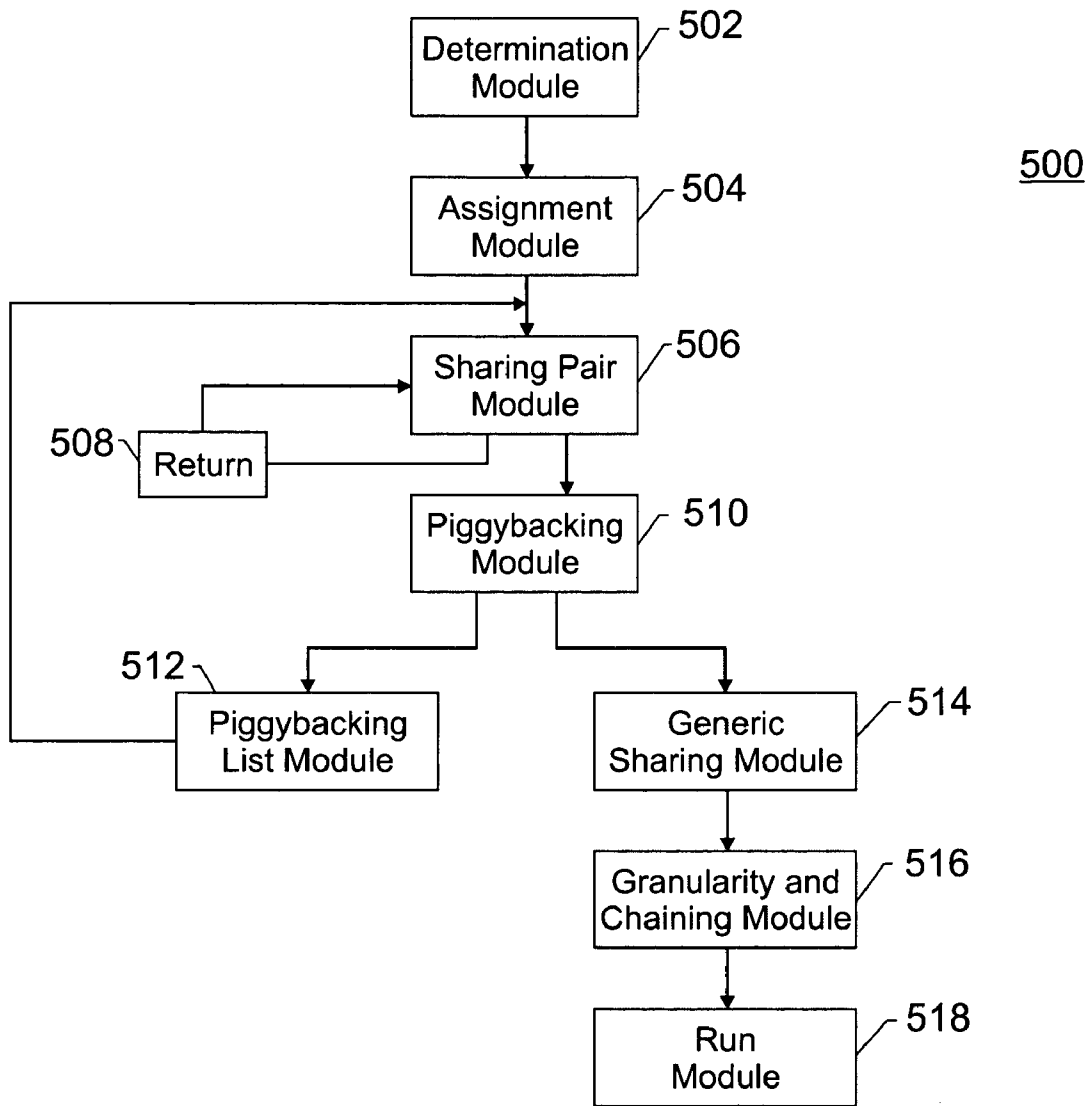 502
Determination
Module
500
504
Assignment
Module
506
Sharing Pair
Module
508
Return
510
Piggybacking
Module
512
Piggybacking
List Module
514
Generic
Sharing Module
516
Granularity and
Chaining Module
518
Run
Module